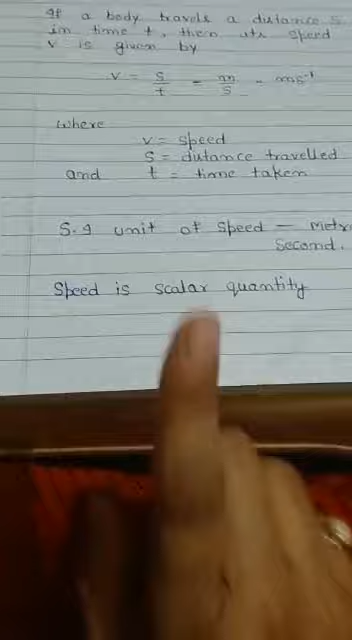 If a body travels a distance S
in time t, then its speed
v is given by
v = s/t = m/s = ms⁻¹
where
v = speed
s = distance travelled
and t = time taken
S.I unit of speed — Metre
Second.
Speed is scalar quantity